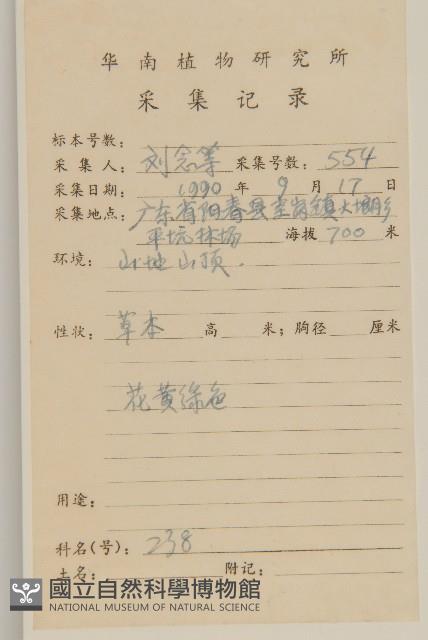 华南植物研究所
采集记录
标本号数:
采集人: 刘念等 采集号数: 554
采集日期: 1990 年 9 月 17 日
采集地点: 广东省阳春县 岗镇大 乡
平坑林场 海拔 700 米
环境: 山地山顶.
性状: 草本 高 米; 胸径 厘米
花黄绿色
用途:
科名(号): 238
土名: 附记:
國立自然科學博物館
NATIONAL MUSEUM OF NATURAL SCIENCE